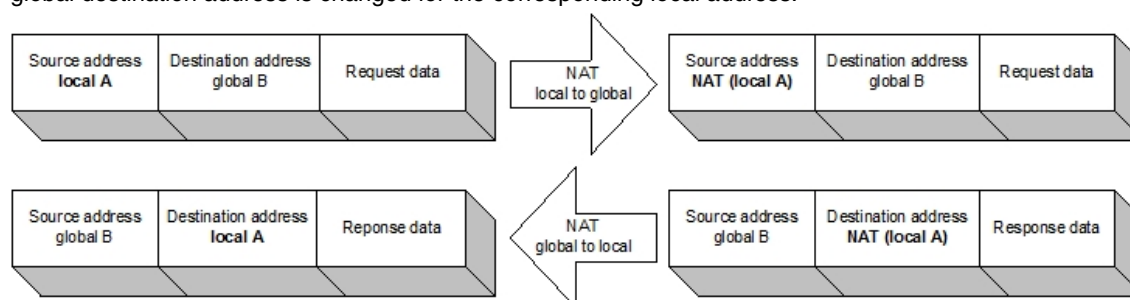 global destination address is changed for the corresponding local address.
Source address
local A
Destination address
global B
Request data
NAT
local to global
Source address
NAT (local A)
Destination address
global B
Request data
Source address
global B
Destination address
local A
Reponse data
NAT
global to local
Source address
global B
Destination address
NAT (local A)
Response data